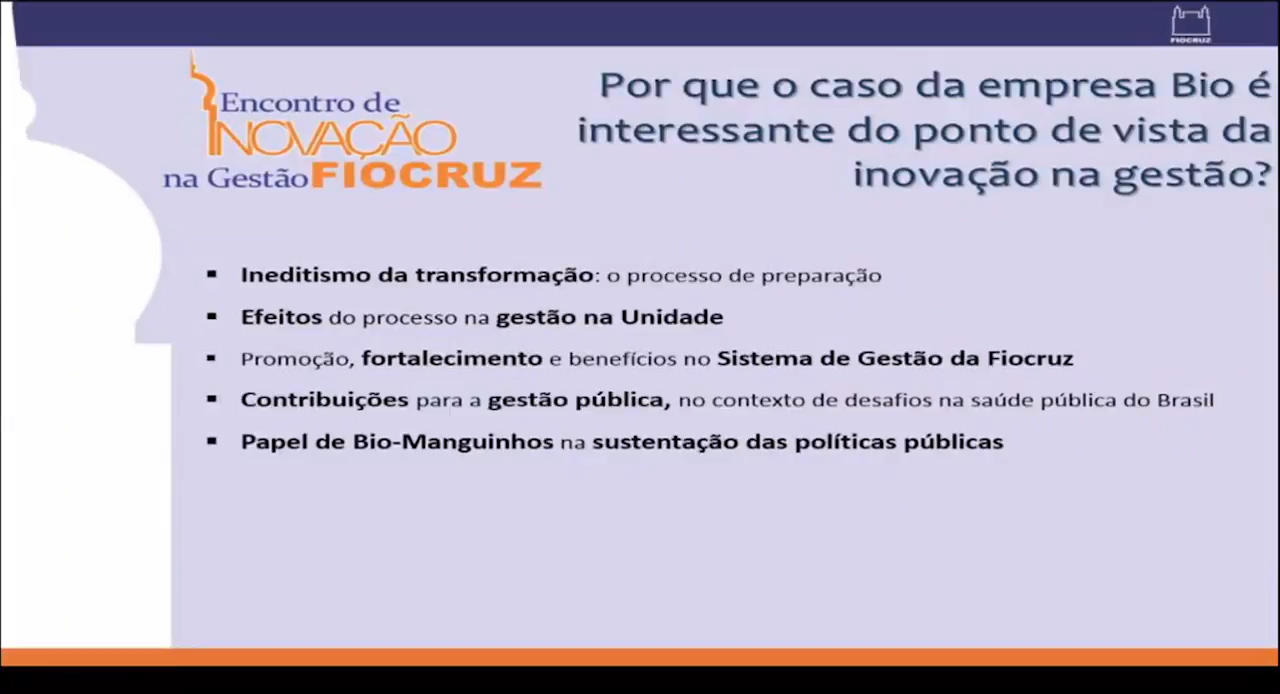 FIOCRUZ
Encontro de
INOVAÇÃO
na Gestão FIOCRUZ
Por que o caso da empresa Bio é
interessante do ponto de vista da
inovação na gestão?
▪ Ineditismo da transformação: o processo de preparação
▪ Efeitos do processo na gestão na Unidade
▪ Promoção, fortalecimento e benefícios no Sistema de Gestão da Fiocruz
▪ Contribuições para a gestão pública, no contexto de desafios na saúde pública do Brasil
▪ Papel de Bio-Manguinhos na sustentação das políticas públicas